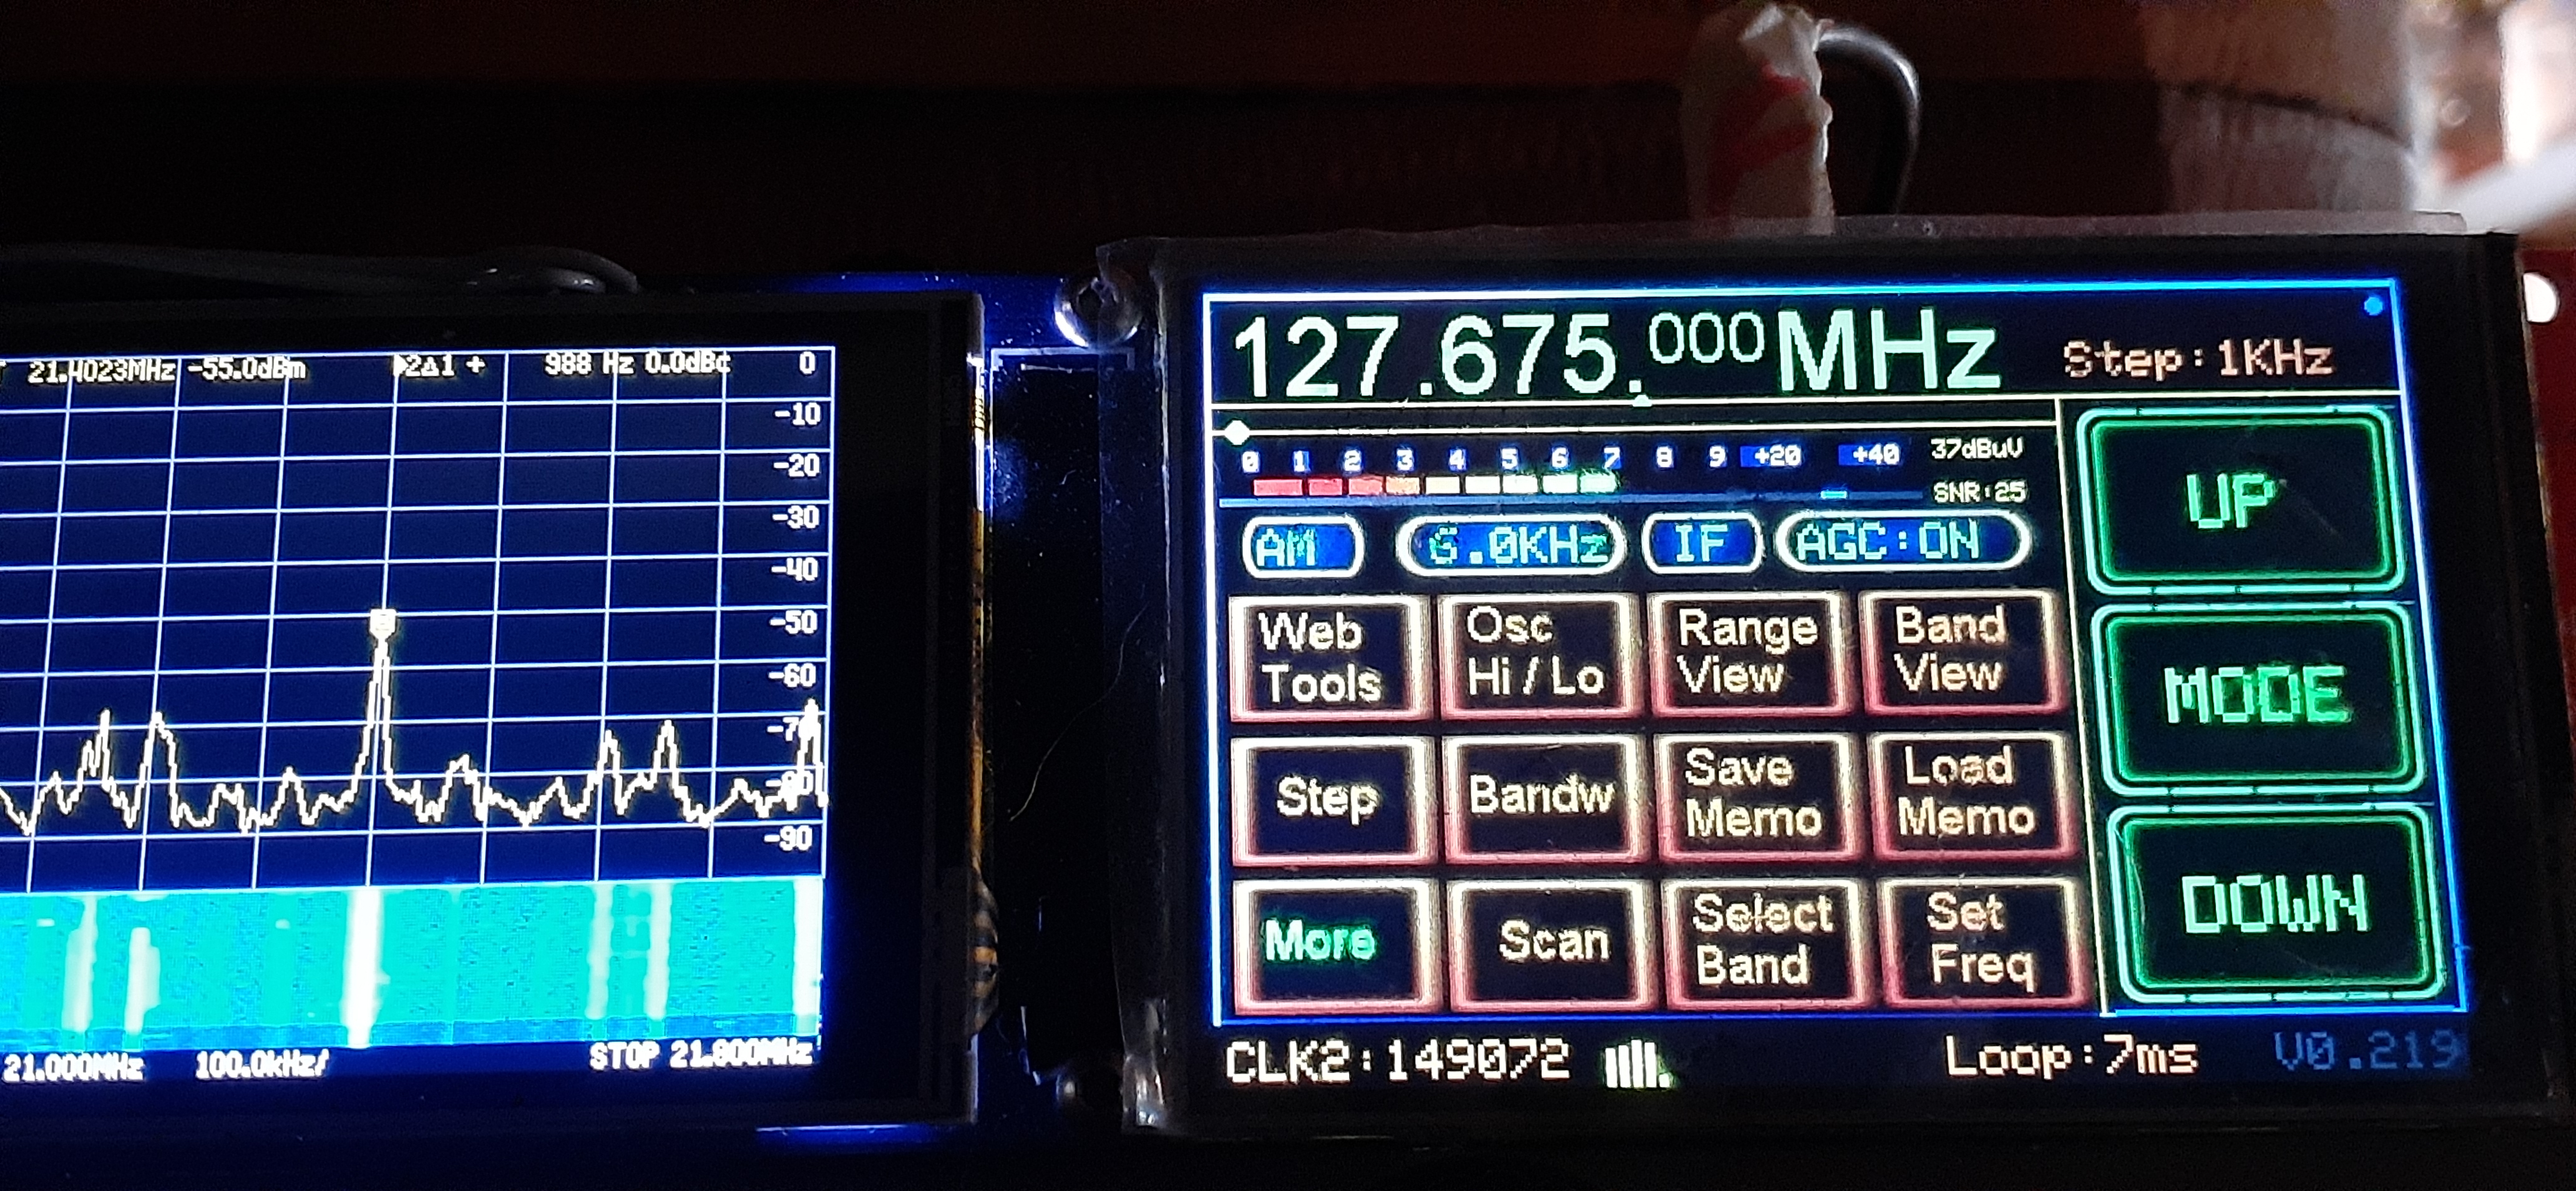 21.4023MHz -55.0dBm 2Δ1 + 988 Hz 0.0dBc 0
-10
-20
-30
-40
-50
-60
-70
-80
-90
21.000MHz 100.0kHz/ STOP 21.800MHz
127.675.000MHz Step:1KHz
0 1 2 3 4 5 6 7 8 9 +20 +40 37dBuV
SNR:25
AM 6.0KHz IF AGC:ON
UP
Web Tools
Osc Hi / Lo
Range View
Band View
MODE
Step
Bandw
Save Memo
Load Memo
DOWN
More
Scan
Select Band
Set Freq
CLK2:149072 Loop:7ms V0.219